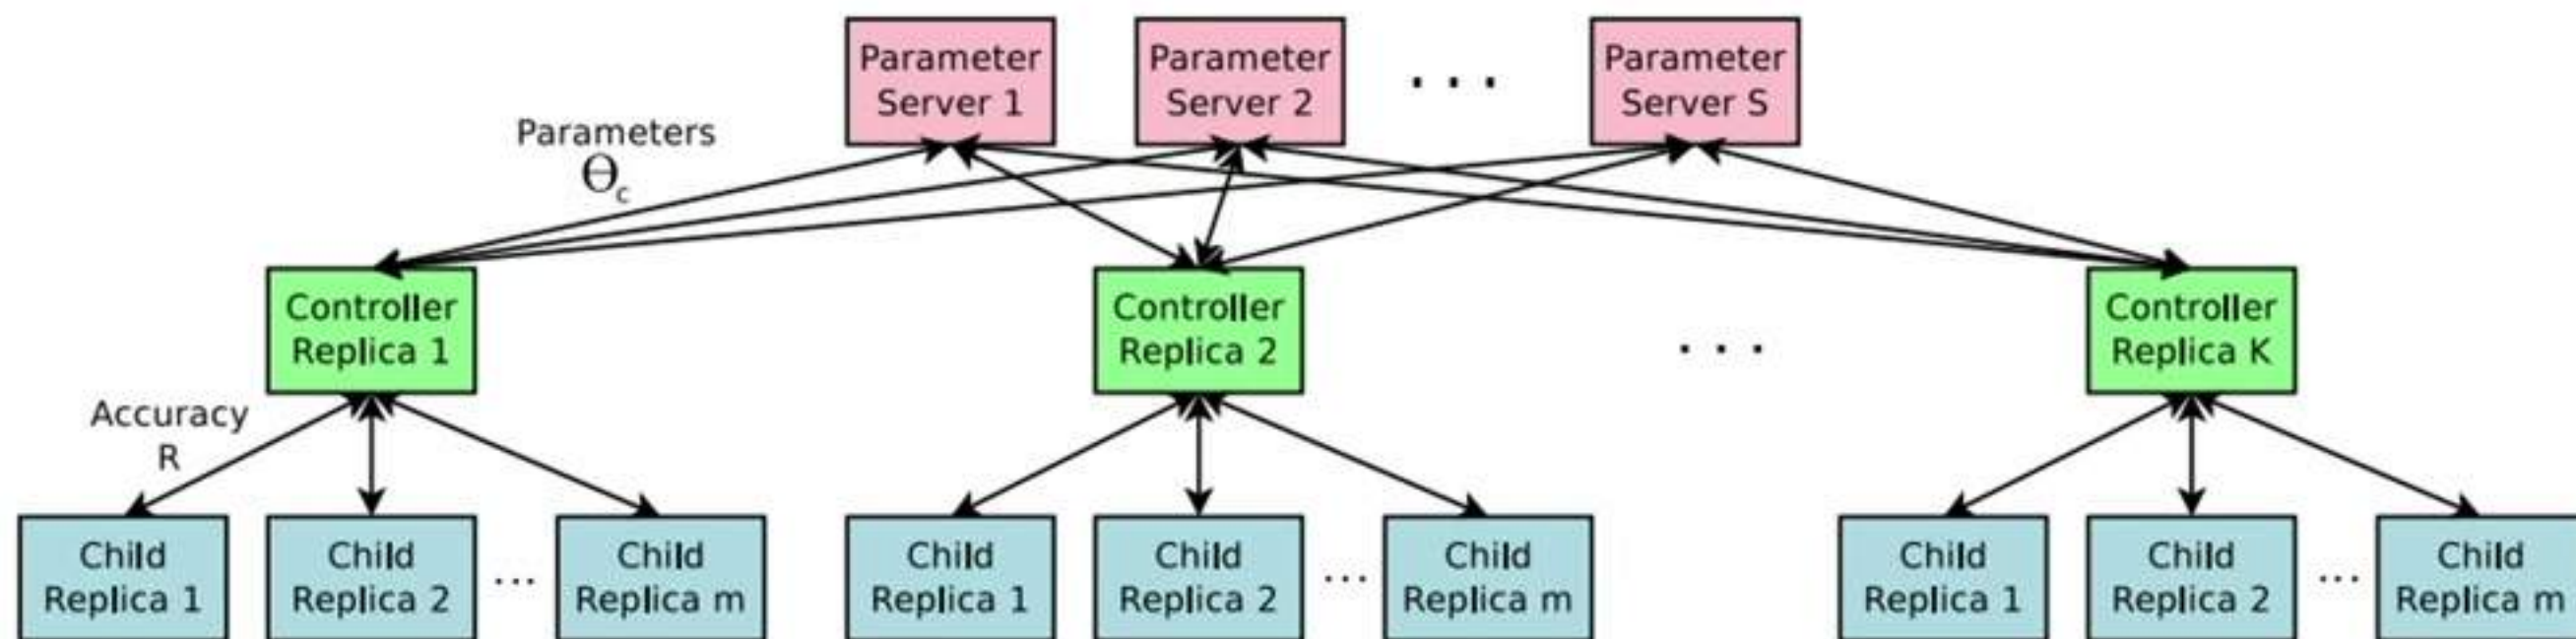 Parameter
Server 1
Parameter
Server 2
. . .
Parameter
Server S
Parameters
Θc
Controller
Replica 1
Controller
Replica 2
. . .
Controller
Replica K
Accuracy
R
Child
Replica 1
Child
Replica 2
...
Child
Replica m
Child
Replica 1
Child
Replica 2
...
Child
Replica m
Child
Replica 1
Child
Replica 2
...
Child
Replica m